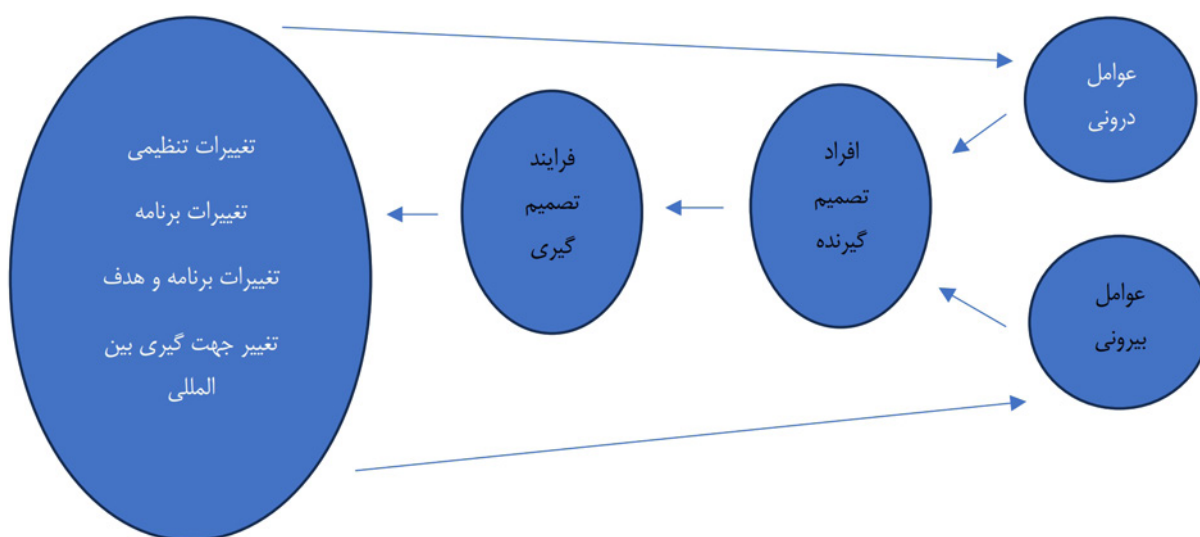 عوامل
درونی
عوامل
بیرونی
افراد
تصمیم
گیرنده
فرایند
تصمیم
گیری
تغییرات تنظیمی
تغییرات برنامه
تغییرات برنامه و هدف
تغییر جهت گیری بین
المللی